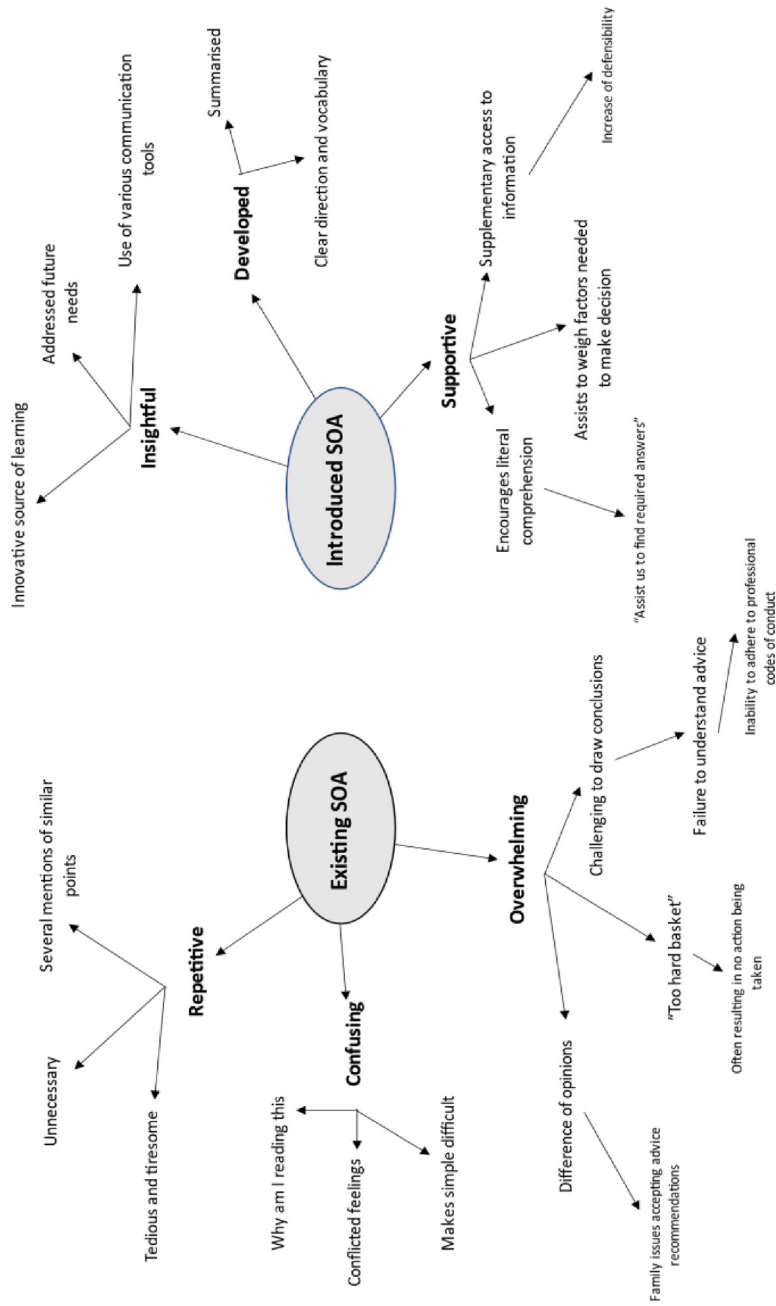 Unnecessary
Several mentions of similar
points
Tedious and tiresome
Repetitive
Why am I reading this
Conflicted feelings
Makes simple difficult
Confusing
Existing SOA
Overwhelming
Difference of opinions
Family issues accepting advice
recommendations
"Too hard basket"
Often resulting in no action being
taken
Challenging to draw conclusions
Failure to understand advice
Inability to adhere to professional
codes of conduct
Innovative source of learning
Addressed future
needs
Use of various communication
tools
Insightful
Summarised
Developed
Clear direction and vocabulary
Introduced SOA
Supportive
Encourages literal
comprehension
"Assist us to find required answers"
Assists to weigh factors needed
to make decision
Supplementary access to
information
Increase of defensibility